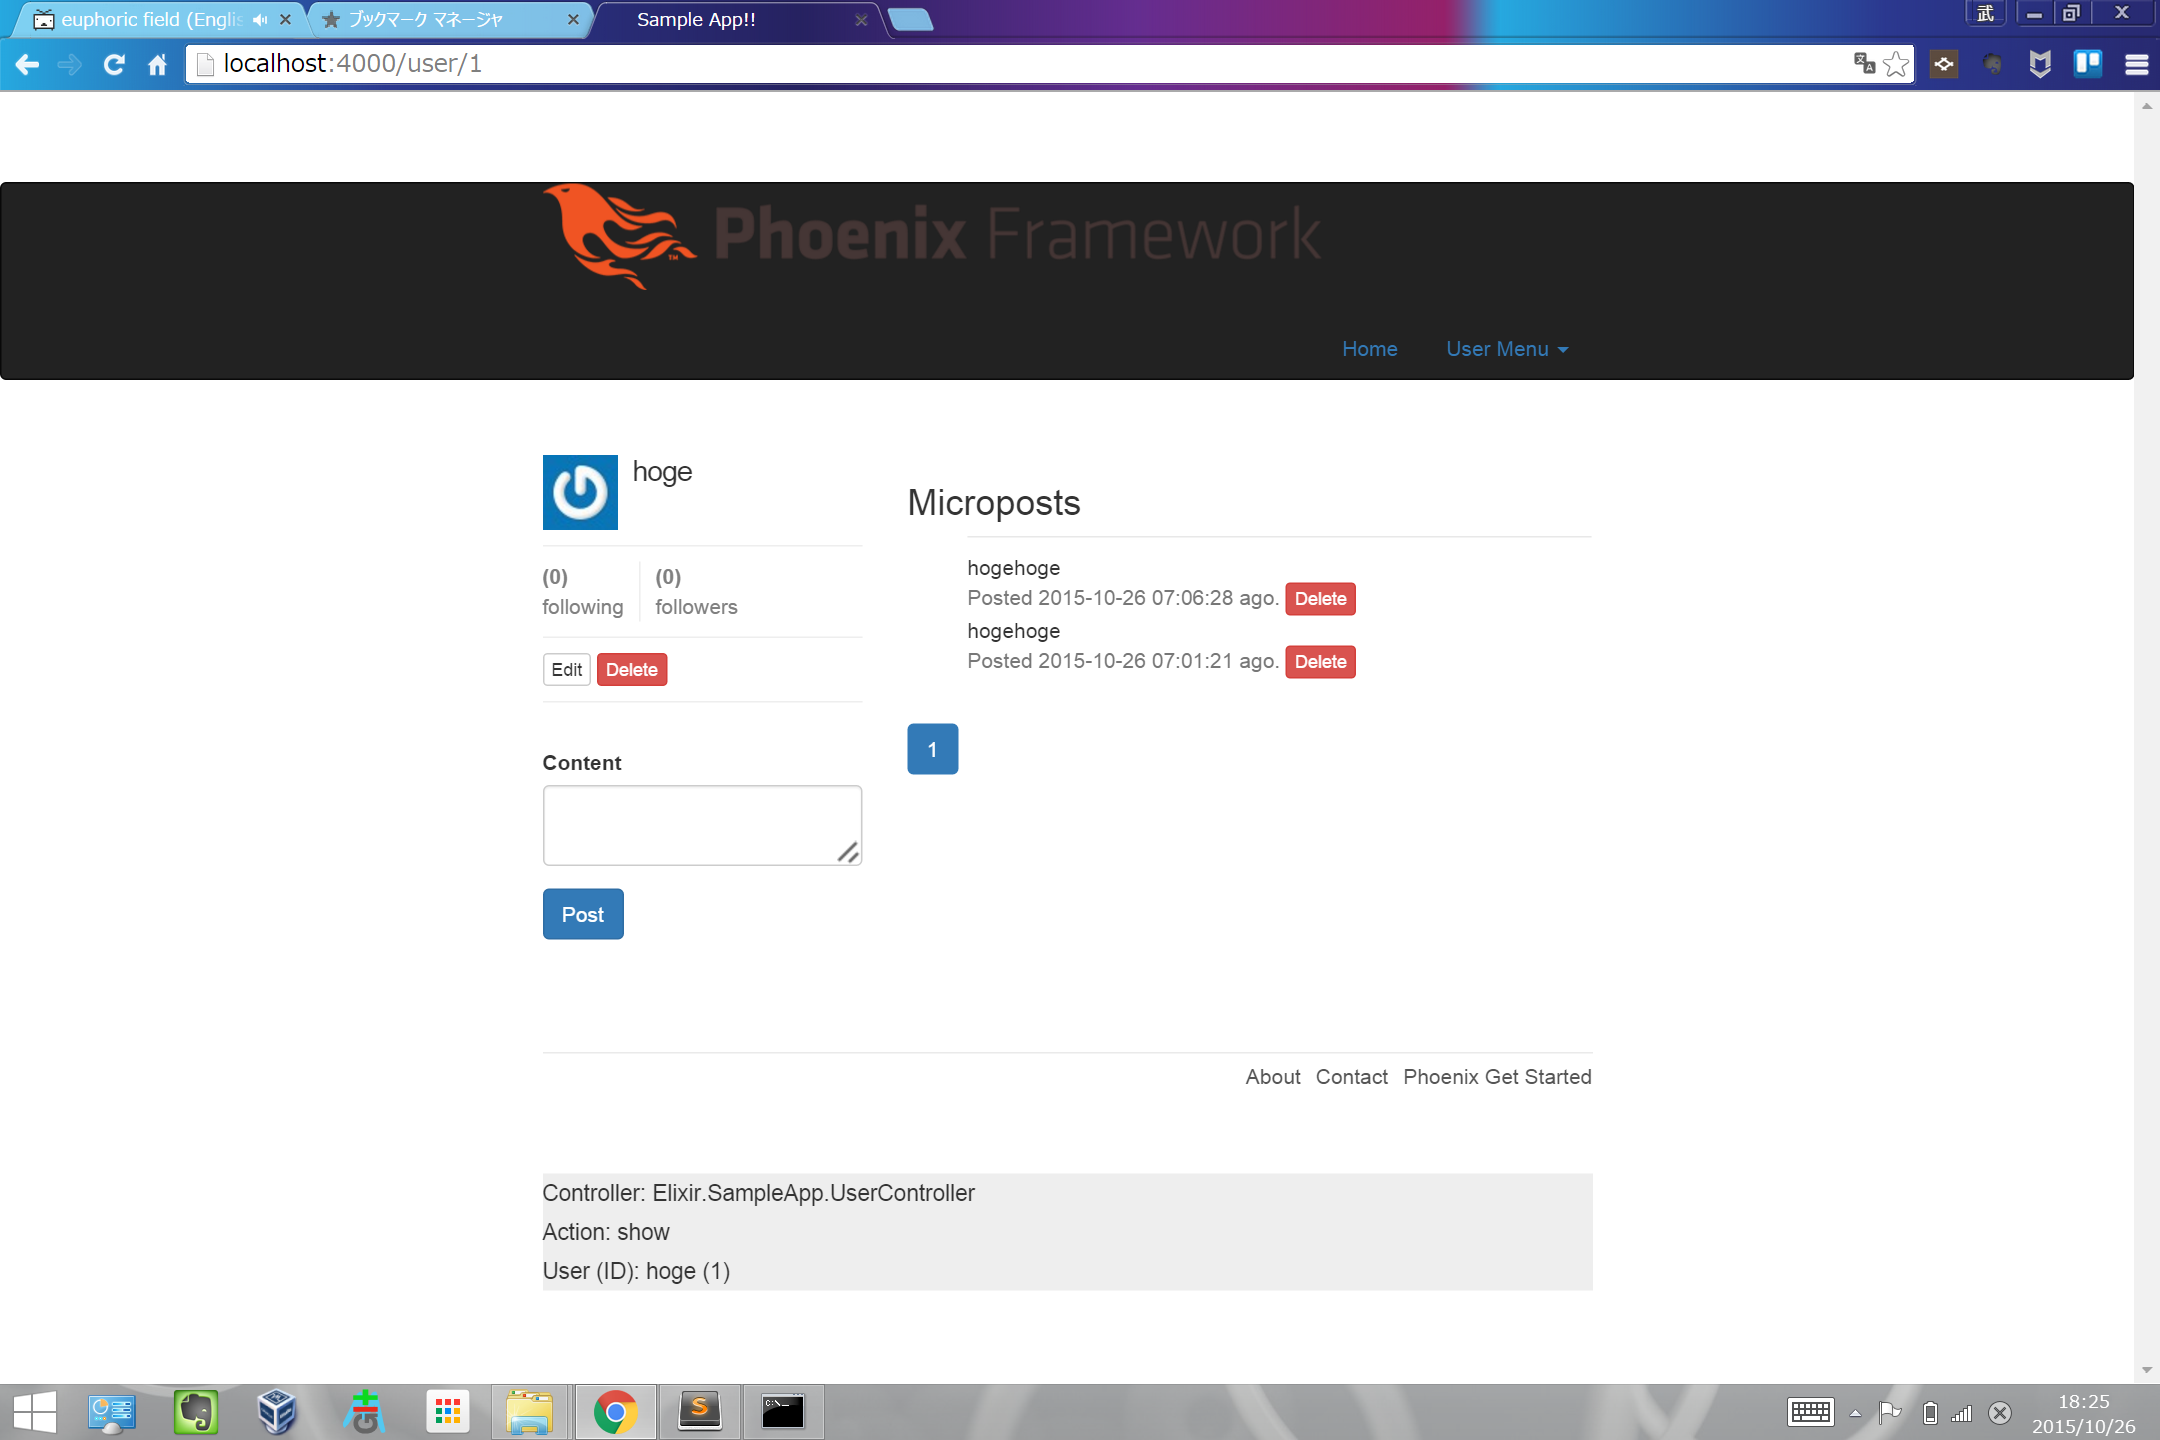 euphoric field (Englis
ブックマーク マネージャ
Sample App!!
武
localhost:4000/user/1
Phoenix Framework
TM
Home
User Menu
hoge
Microposts
(0)
following
(0)
followers
hogehoge
Posted 2015-10-26 07:06:28 ago. Delete
hogehoge
Posted 2015-10-26 07:01:21 ago. Delete
Edit
Delete
1
Content
Post
About Contact Phoenix Get Started
Controller: Elixir.SampleApp.UserController
Action: show
User (ID): hoge (1)
18:25
2015/10/26